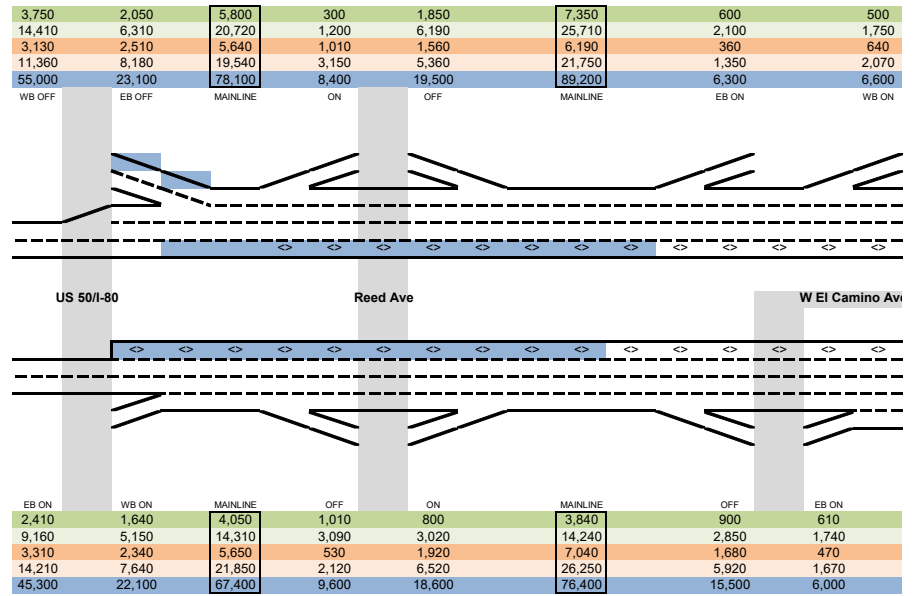 3,750 2,050 5,800 300 1,850 7,350 600 500
14,410 6,310 20,720 1,200 6,190 25,710 2,100 1,750
3,130 2,510 5,640 1,010 1,560 6,190 360 640
11,360 8,180 19,540 3,150 5,360 21,750 1,350 2,070
55,000 23,100 78,100 8,400 19,500 89,200 6,300 6,600
WB OFF EB OFF MAINLINE ON OFF MAINLINE EB ON WB ON
<> <> <> <> <> <> <> <> <> <> <> <> <>
US 50/I-80 Reed Ave W El Camino Ave
<> <> <> <> <> <> <> <> <> <> <> <> <> <> <> <>
EB ON WB ON MAINLINE OFF ON MAINLINE OFF EB ON
2,410 1,640 4,050 1,010 800 3,840 900 610
9,160 5,150 14,310 3,090 3,020 14,240 2,850 1,740
3,310 2,340 5,650 530 1,920 7,040 1,680 470
14,210 7,640 21,850 2,120 6,520 26,250 5,920 1,670
45,300 22,100 67,400 9,600 18,600 76,400 15,500 6,000